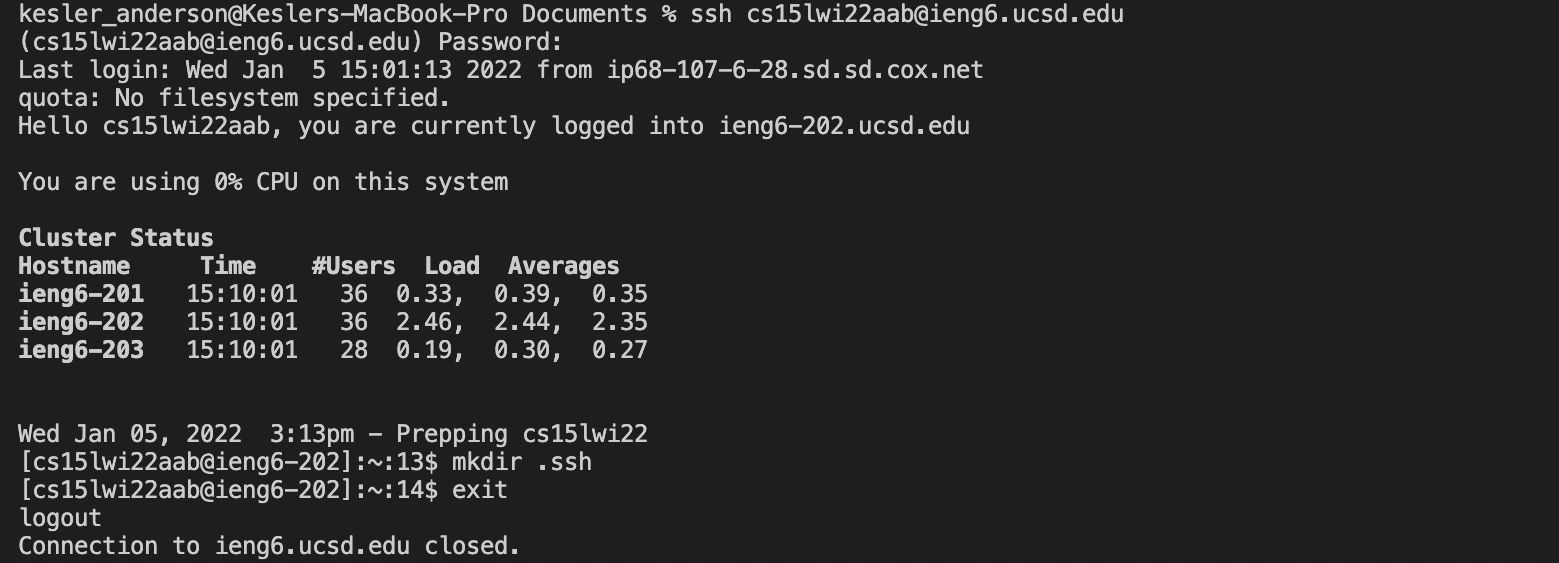 kesler_anderson@Keslers-MacBook-Pro Documents % ssh cs15lwi22aab@ieng6.ucsd.edu
(cs15lwi22aab@ieng6.ucsd.edu) Password:
Last login: Wed Jan  5 15:01:13 2022 from ip68-107-6-28.sd.sd.cox.net
quota: No filesystem specified.
Hello cs15lwi22aab, you are currently logged into ieng6-202.ucsd.edu
You are using 0% CPU on this system
Cluster Status
Hostname     Time    #Users  Load  Averages
ieng6-201   15:10:01   36  0.33,  0.39,  0.35
ieng6-202   15:10:01   36  2.46,  2.44,  2.35
ieng6-203   15:10:01   28  0.19,  0.30,  0.27
Wed Jan 05, 2022  3:13pm - Prepping cs15lwi22
[cs15lwi22aab@ieng6-202]:~:13$ mkdir .ssh
[cs15lwi22aab@ieng6-202]:~:14$ exit
logout
Connection to ieng6.ucsd.edu closed.